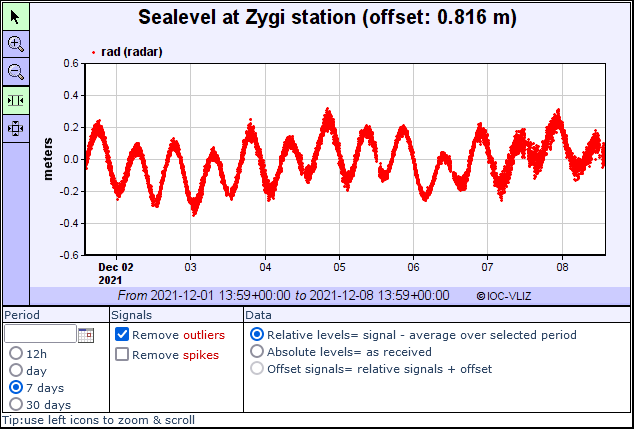 Sealevel at Zygi station (offset: 0.816 m)
rad (radar)
0.6
0.4
0.2
0.0
-0.2
-0.4
-0.6
meters
Dec 02 03 04 05 06 07 08
2021
From 2021-12-01 13:59+00:00 to 2021-12-08 13:59+00:00 ©IOC-VLIZ
Period Signals Data
Remove outliers Relative levels= signal - average over selected period
12h Remove spikes Absolute levels= as received
day Offset signals= relative signals + offset
7 days
30 days
Tip:use left icons to zoom & scroll